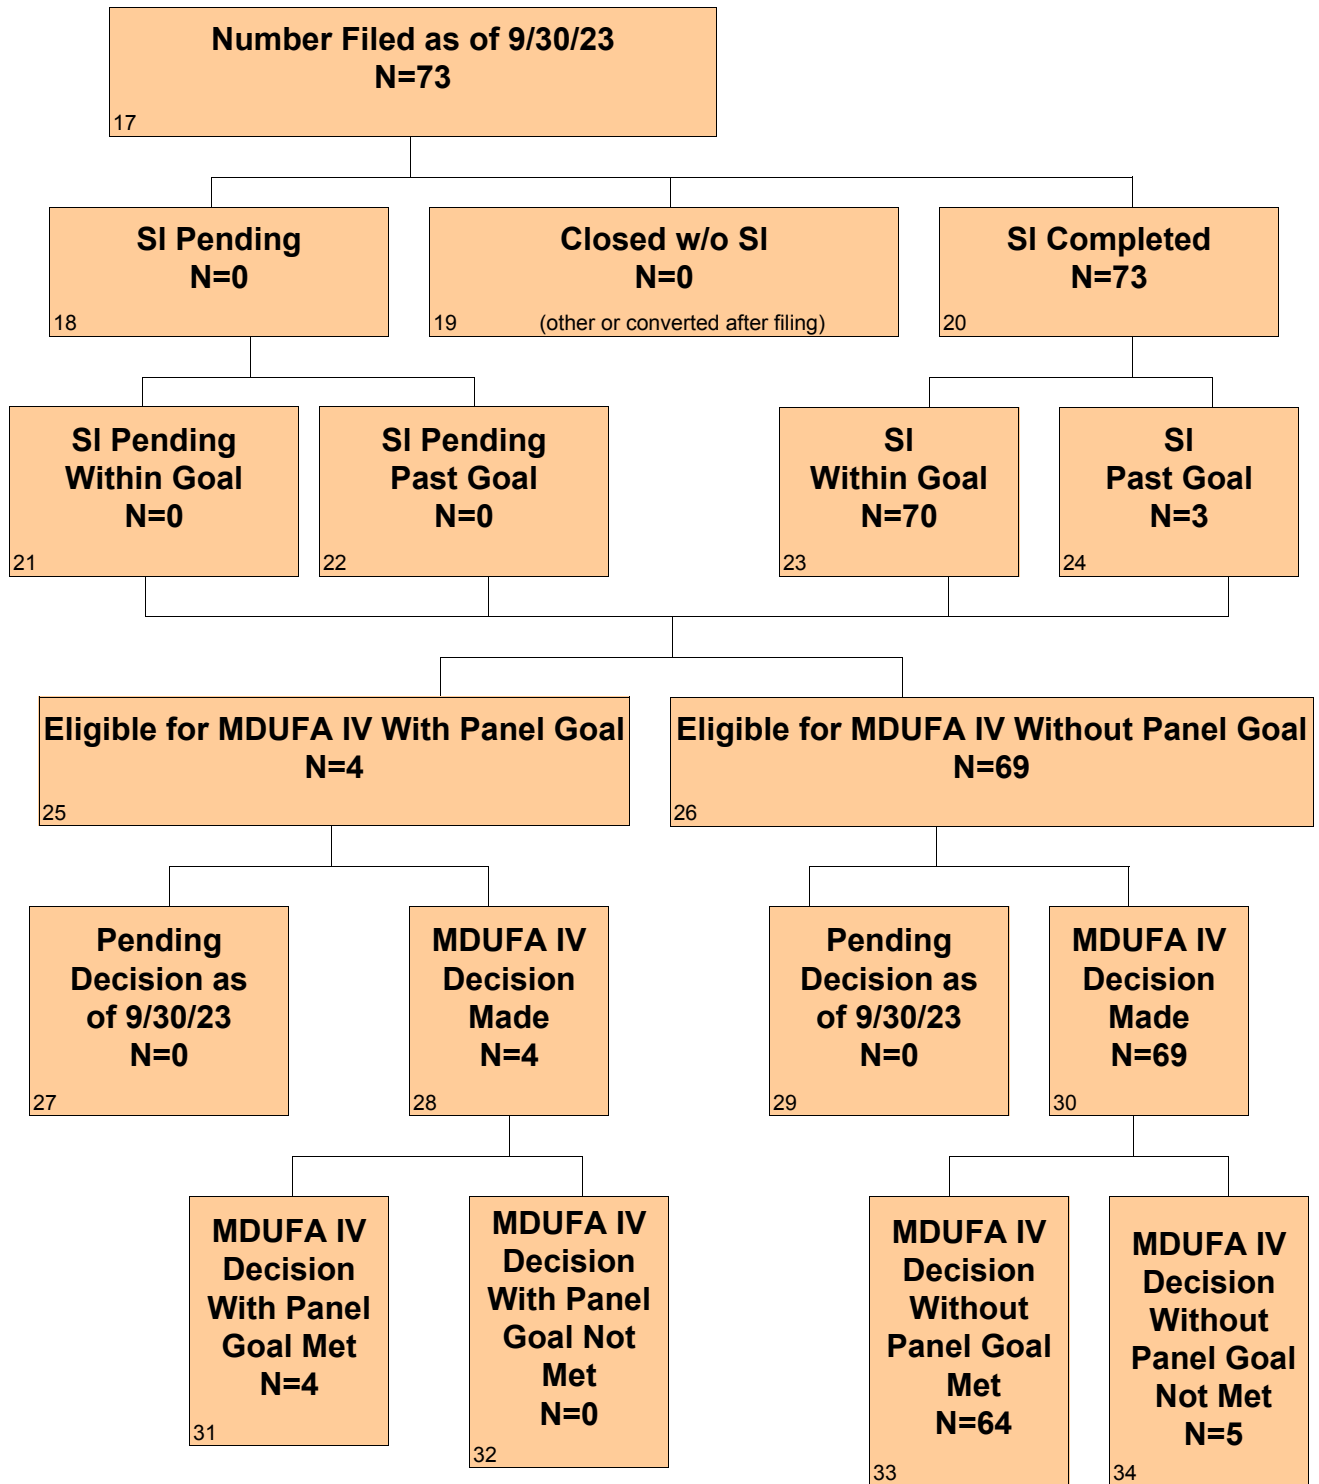 Number Filed as of 9/30/23
N=73
17
SI Pending
N=0
18
Closed w/o SI
N=0
19 (other or converted after filing)
SI Completed
N=73
20
SI Pending
Within Goal
N=0
21
SI Pending
Past Goal
N=0
22
SI
Within Goal
N=70
23
SI
Past Goal
N=3
24
Eligible for MDUFA IV With Panel Goal
N=4
25
Eligible for MDUFA IV Without Panel Goal
N=69
26
Pending
Decision as
of 9/30/23
N=0
27
MDUFA IV
Decision
Made
N=4
28
Pending
Decision as
of 9/30/23
N=0
29
MDUFA IV
Decision
Made
N=69
30
MDUFA IV
Decision
With Panel
Goal Met
N=4
31
MDUFA IV
Decision
With Panel
Goal Not
Met
N=0
32
MDUFA IV
Decision
Without
Panel Goal
Met
N=64
33
MDUFA IV
Decision
Without
Panel Goal
Not Met
N=5
34